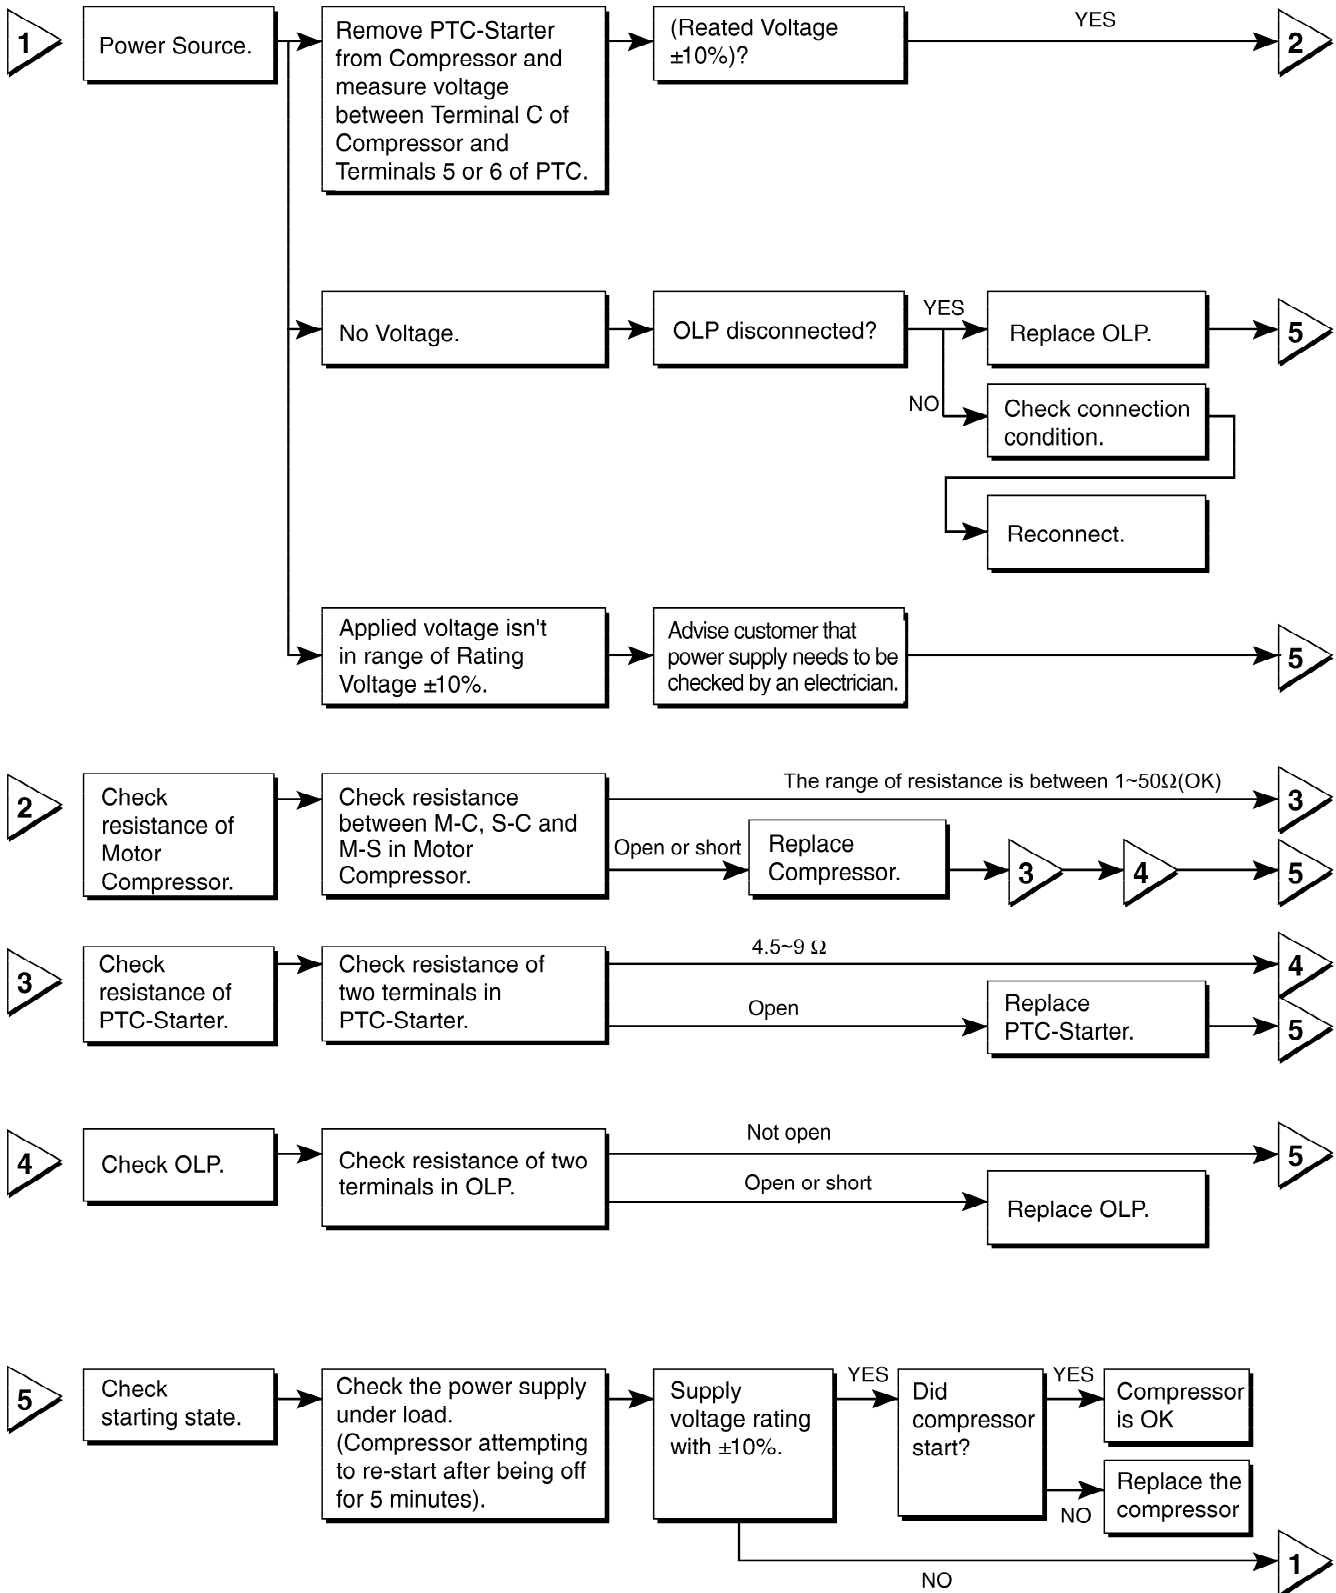 1
Power Source.
Remove PTC-Starter
from Compressor and
measure voltage
between Terminal C of
Compressor and
Terminals 5 or 6 of PTC.
(Reated Voltage
±10%)?
YES
2
No Voltage.
OLP disconnected?
YES
Replace OLP.
5
NO
Check connection
condition.
Reconnect.
Applied voltage isn't
in range of Rating
Voltage ±10%.
Advise customer that
power supply needs to be
checked by an electrician.
5
2
Check
resistance of
Motor
Compressor.
Check resistance
between M-C, S-C and
M-S in Motor
Compressor.
The range of resistance is between 1~50Ω(OK)
3
Open or short
Replace
Compressor.
3
4
5
3
Check
resistance of
PTC-Starter.
Check resistance of
two terminals in
PTC-Starter.
4.5~9 Ω
4
Open
Replace
PTC-Starter.
5
4
Check OLP.
Check resistance of two
terminals in OLP.
Not open
5
Open or short
Replace OLP.
5
Check
starting state.
Check the power supply
under load.
(Compressor attempting
to re-start after being off
for 5 minutes).
Supply
voltage rating
with ±10%.
YES
Did
compressor
start?
YES
Compressor
is OK
NO
Replace the
compressor
NO
1